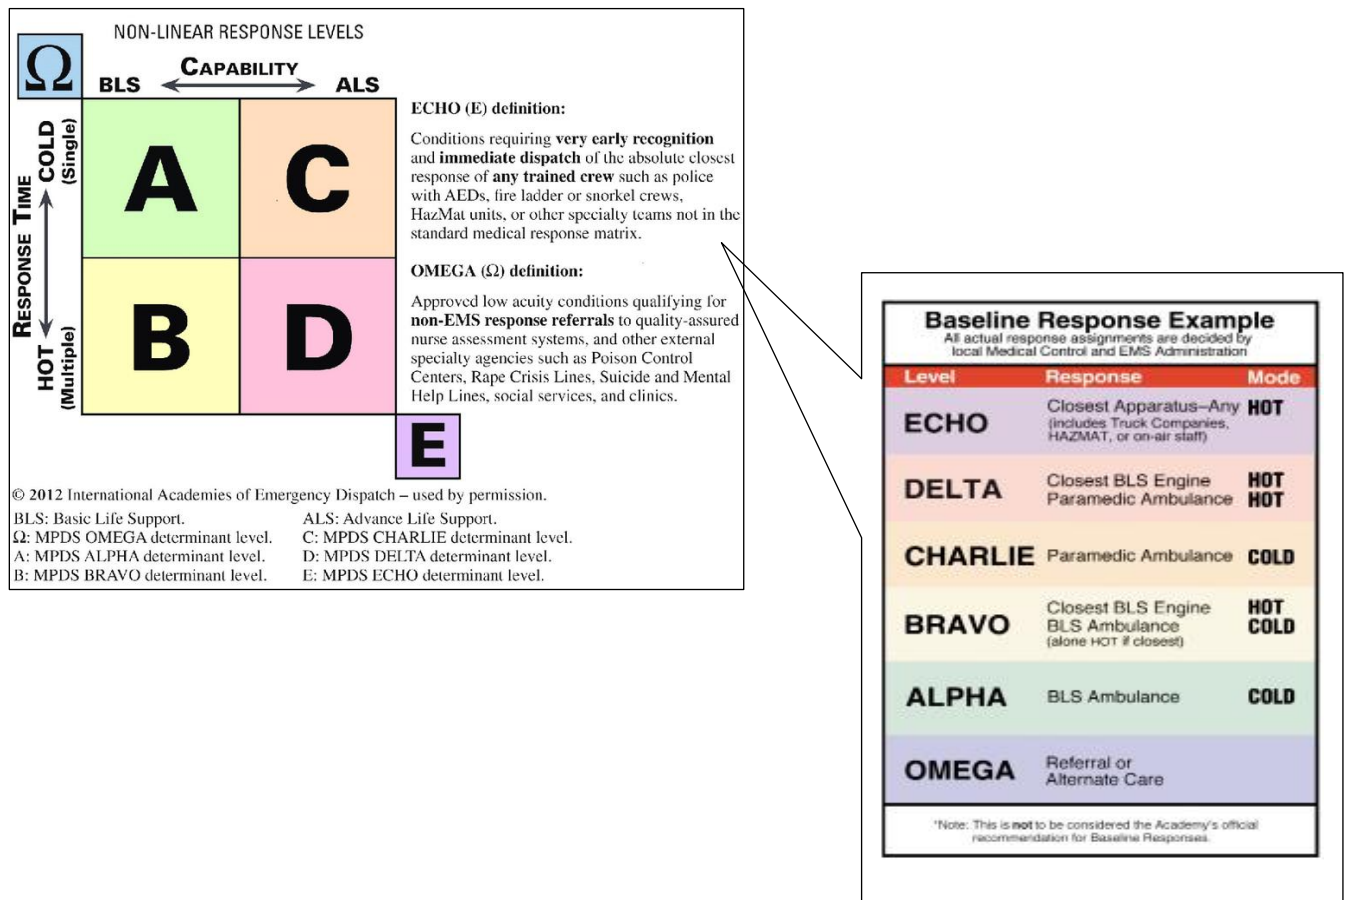 NON-LINEAR RESPONSE LEVELS
Ω
CAPABILITY
BLS
ALS
RESPONSE TIME
COLD
(Single)
HOT
(Multiple)
A
C
B
D
E
ECHO (E) definition:
Conditions requiring very early recognition
and immediate dispatch of the absolute closest
response of any trained crew such as police
with AEDs, fire ladder or snorkel crews,
HazMat units, or other specialty teams not in the
standard medical response matrix.
OMEGA (Ω) definition:
Approved low acuity conditions qualifying for
non-EMS response referrals to quality-assured
nurse assessment systems, and other external
specialty agencies such as Poison Control
Centers, Rape Crisis Lines, Suicide and Mental
Help Lines, social services, and clinics.
© 2012 International Academies of Emergency Dispatch – used by permission.
BLS: Basic Life Support.
Ω: MPDS OMEGA determinant level.
A: MPDS ALPHA determinant level.
B: MPDS BRAVO determinant level.
ALS: Advance Life Support.
C: MPDS CHARLIE determinant level.
D: MPDS DELTA determinant level.
E: MPDS ECHO determinant level.
Baseline Response Example
All actual response assignments are decided by
local Medical Control and EMS Administration
Level Response Mode
ECHO Closest Apparatus–Any HOT
(includes Truck Companies,
HAZMAT, or on-air staff)
DELTA Closest BLS Engine HOT
Paramedic Ambulance HOT
CHARLIE Paramedic Ambulance COLD
BRAVO Closest BLS Engine HOT
BLS Ambulance COLD
(alone HOT if closest)
ALPHA BLS Ambulance COLD
OMEGA Referral or
Alternate Care
*Note: This is not to be considered the Academy's official
recommendation for Baseline Responses.